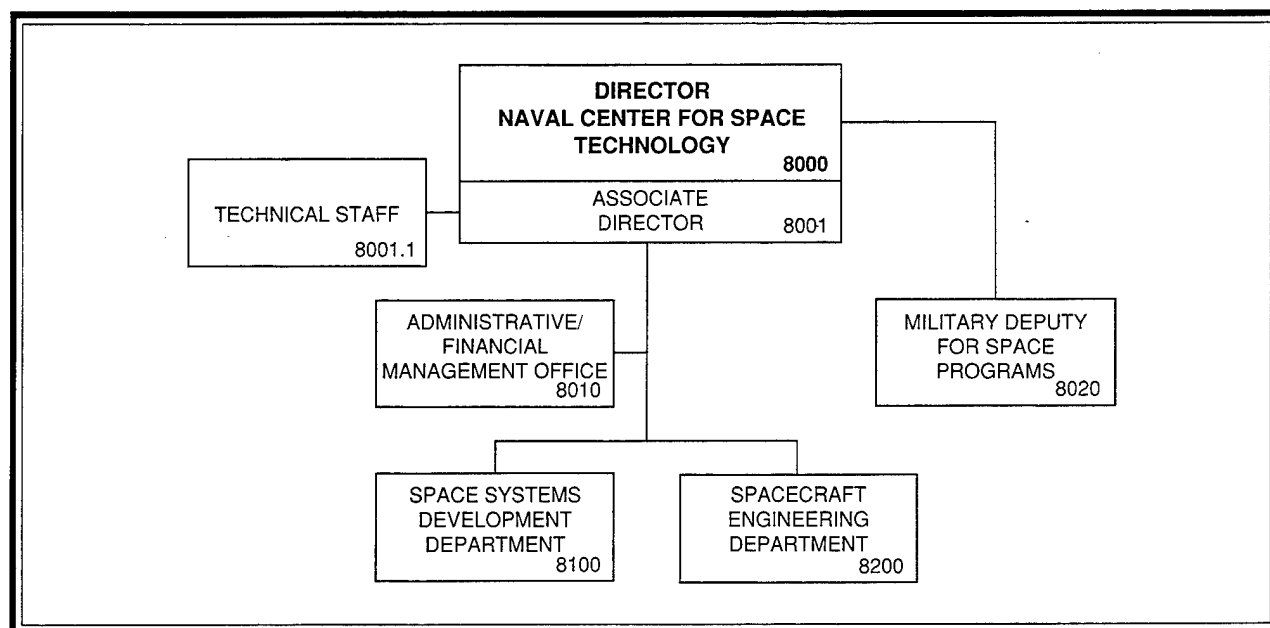 DIRECTOR
NAVAL CENTER FOR SPACE
TECHNOLOGY
8000
ASSOCIATE
DIRECTOR
8001
TECHNICAL STAFF
8001.1
ADMINISTRATIVE/
FINANCIAL
MANAGEMENT OFFICE
8010
MILITARY DEPUTY
FOR SPACE
PROGRAMS
8020
SPACE SYSTEMS
DEVELOPMENT
DEPARTMENT
8100
SPACECRAFT
ENGINEERING
DEPARTMENT
8200